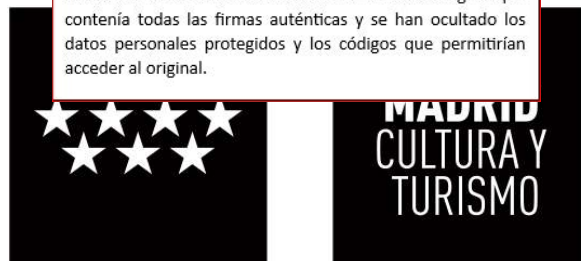 contenía todas las firmas auténticas y se han ocultado los
datos personales protegidos y los códigos que permitirían
acceder al original.
MADRID
CULTURA Y
TURISMO